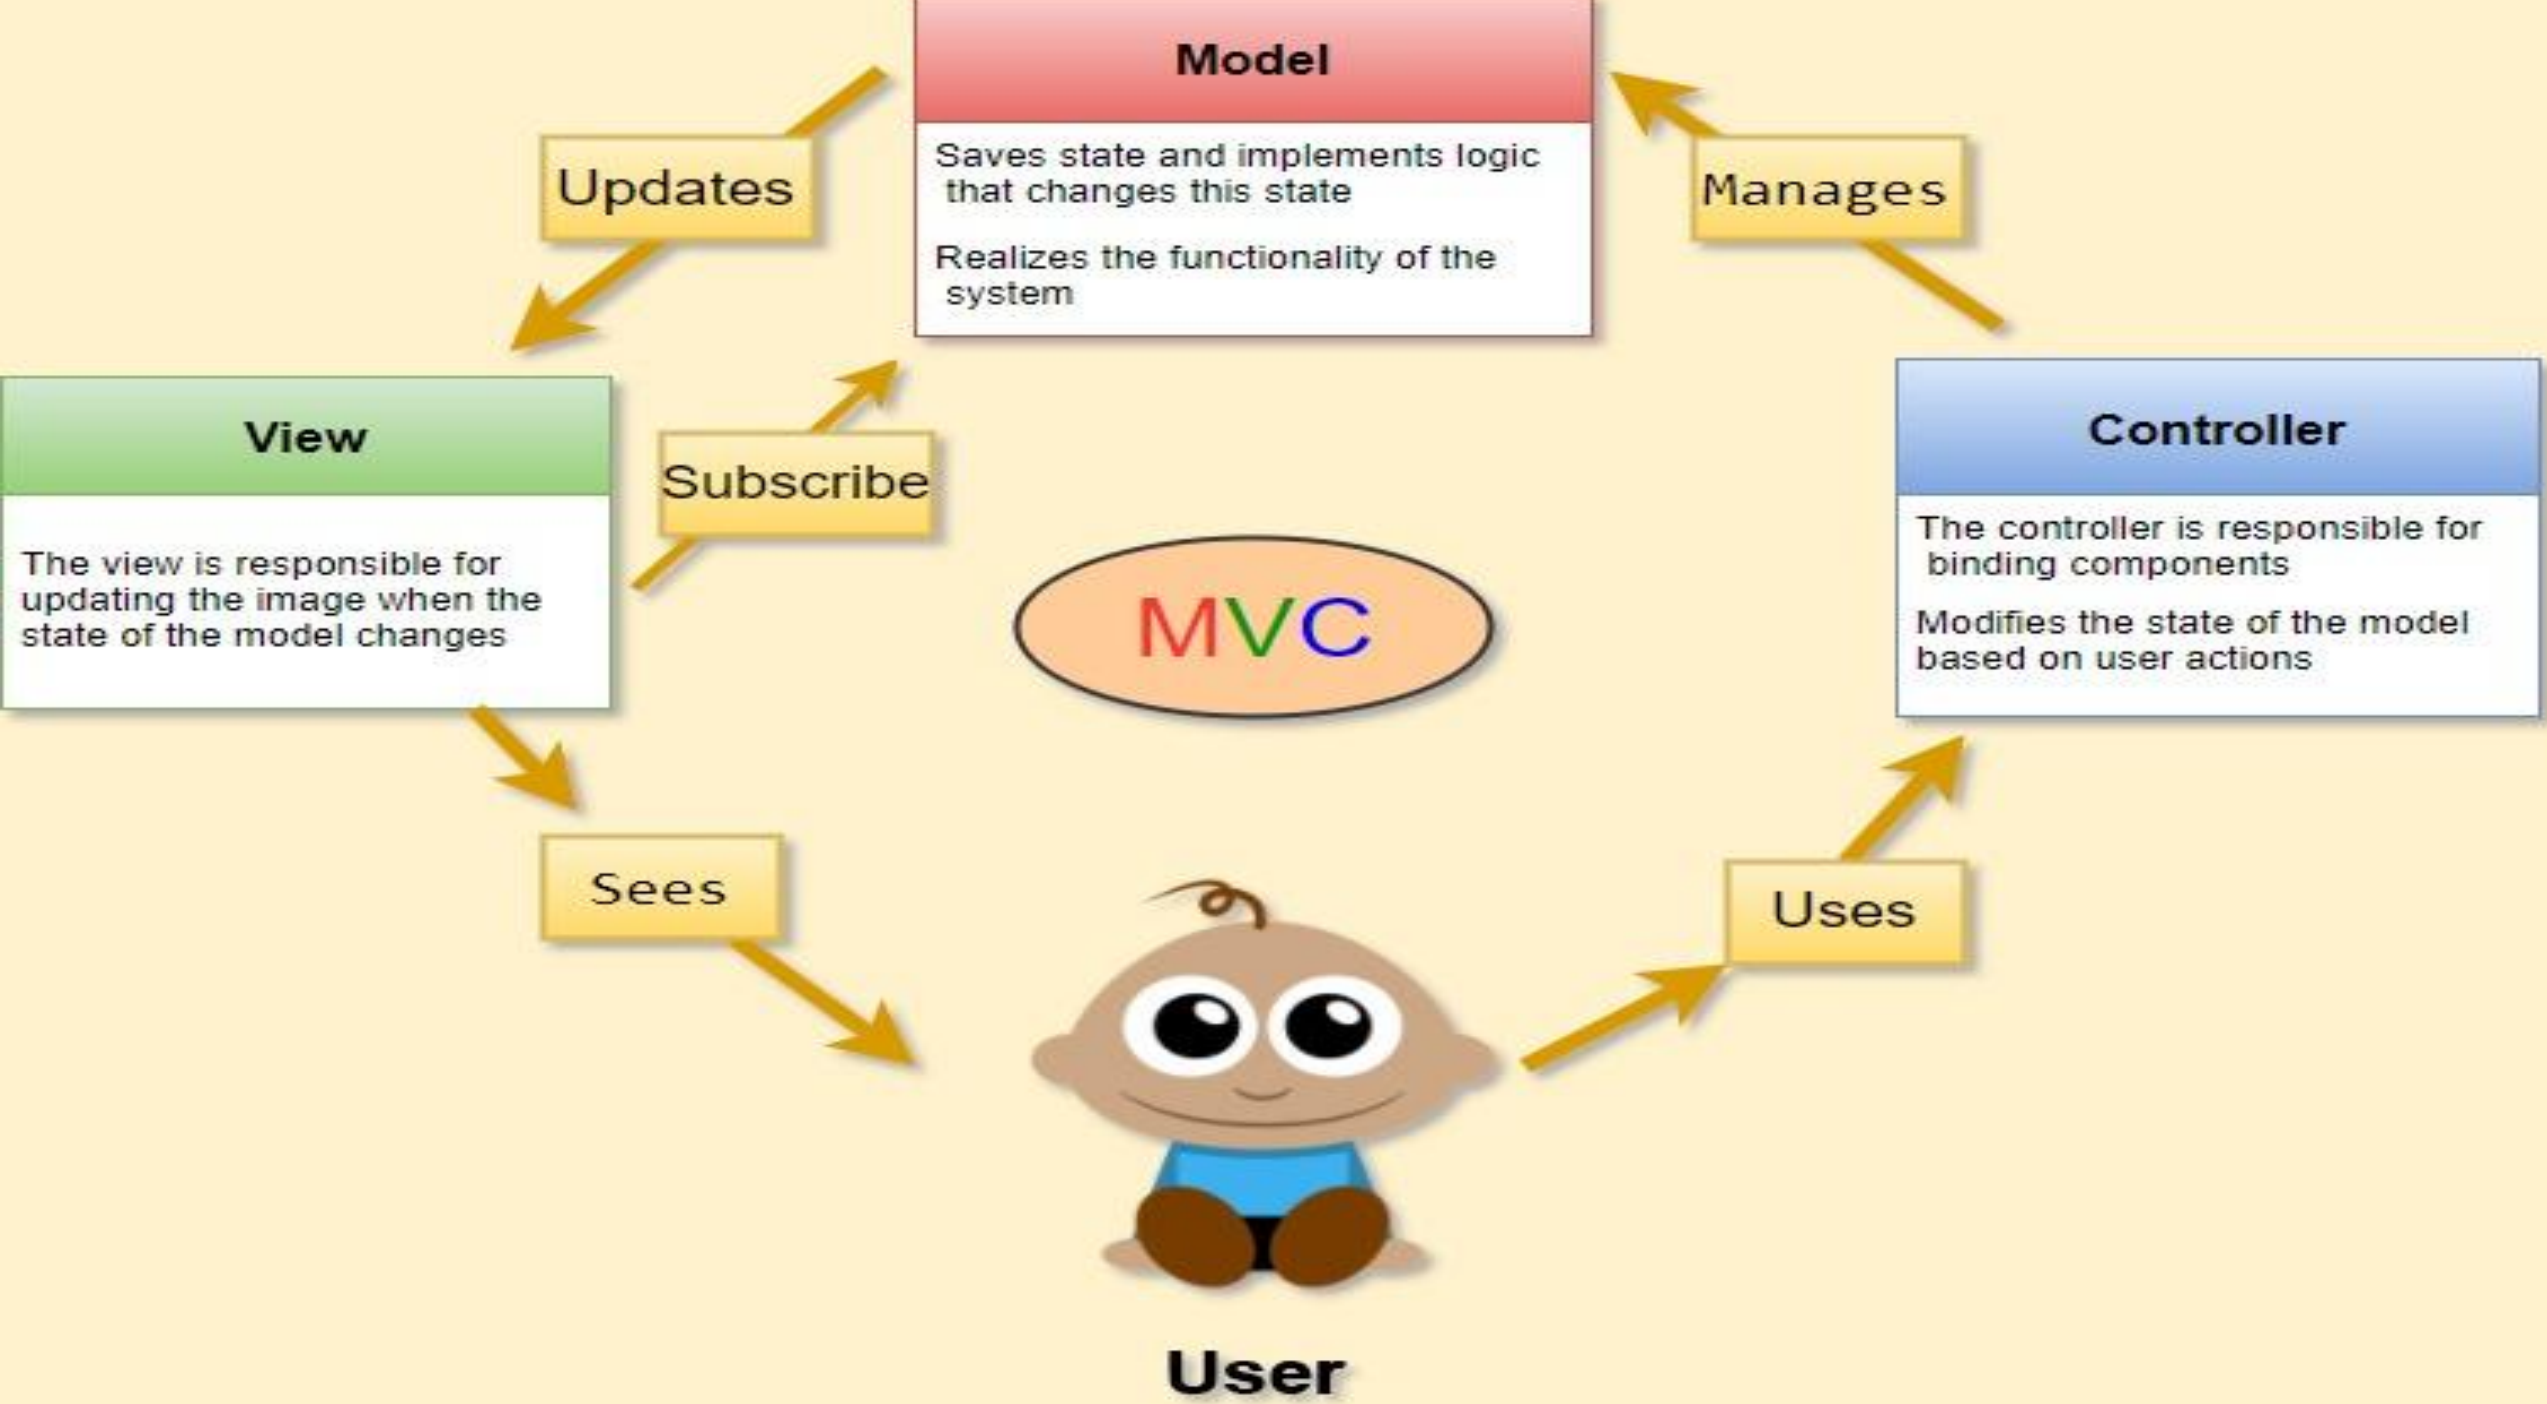 Model
Saves state and implements logic
that changes this state
Realizes the functionality of the
system
Updates
Manages
View
The view is responsible for
updating the image when the
state of the model changes
Subscribe
MVC
Controller
The controller is responsible for
binding components
Modifies the state of the model
based on user actions
Sees
Uses
User